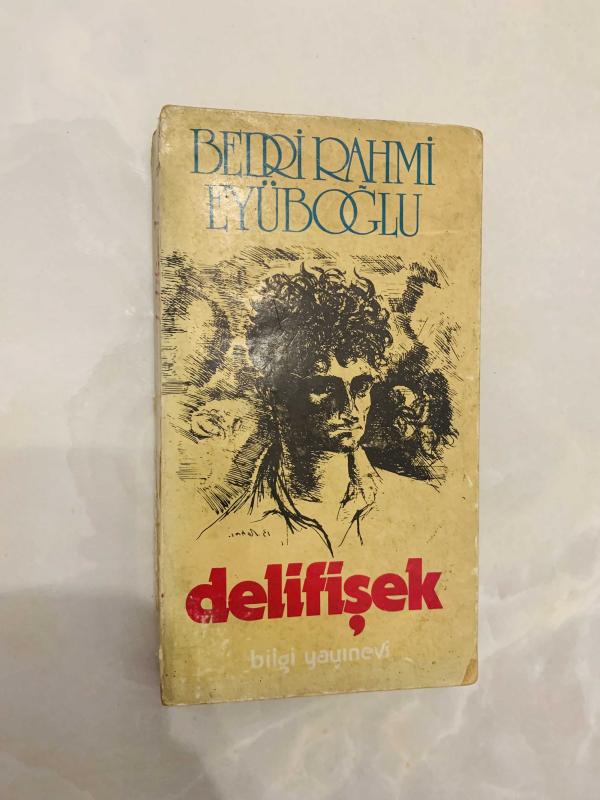 BEDRİ RAHMİ
EYÜBOĞLU
delifişek
bilgi yayınevi